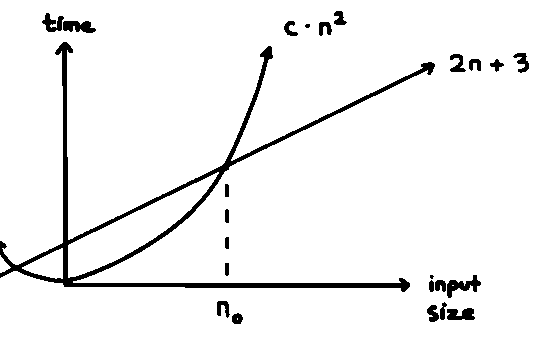 time
c · n²
2n + 3
input
size
n₀